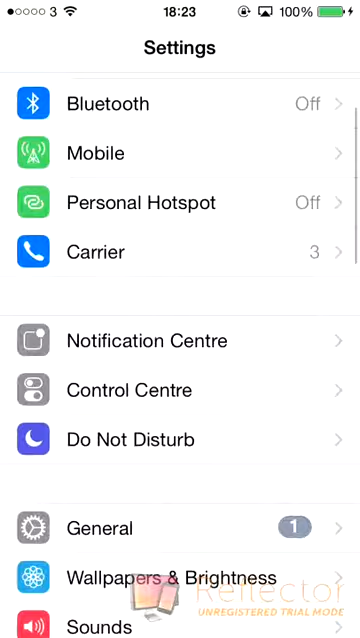 3 18:23 100%
Settings
Bluetooth Off
Mobile
Personal Hotspot Off
Carrier 3
Notification Centre
Control Centre
Do Not Disturb
General 1
Wallpapers & Brightness
Reflector
UNREGISTERED TRIAL MODE
Sounds